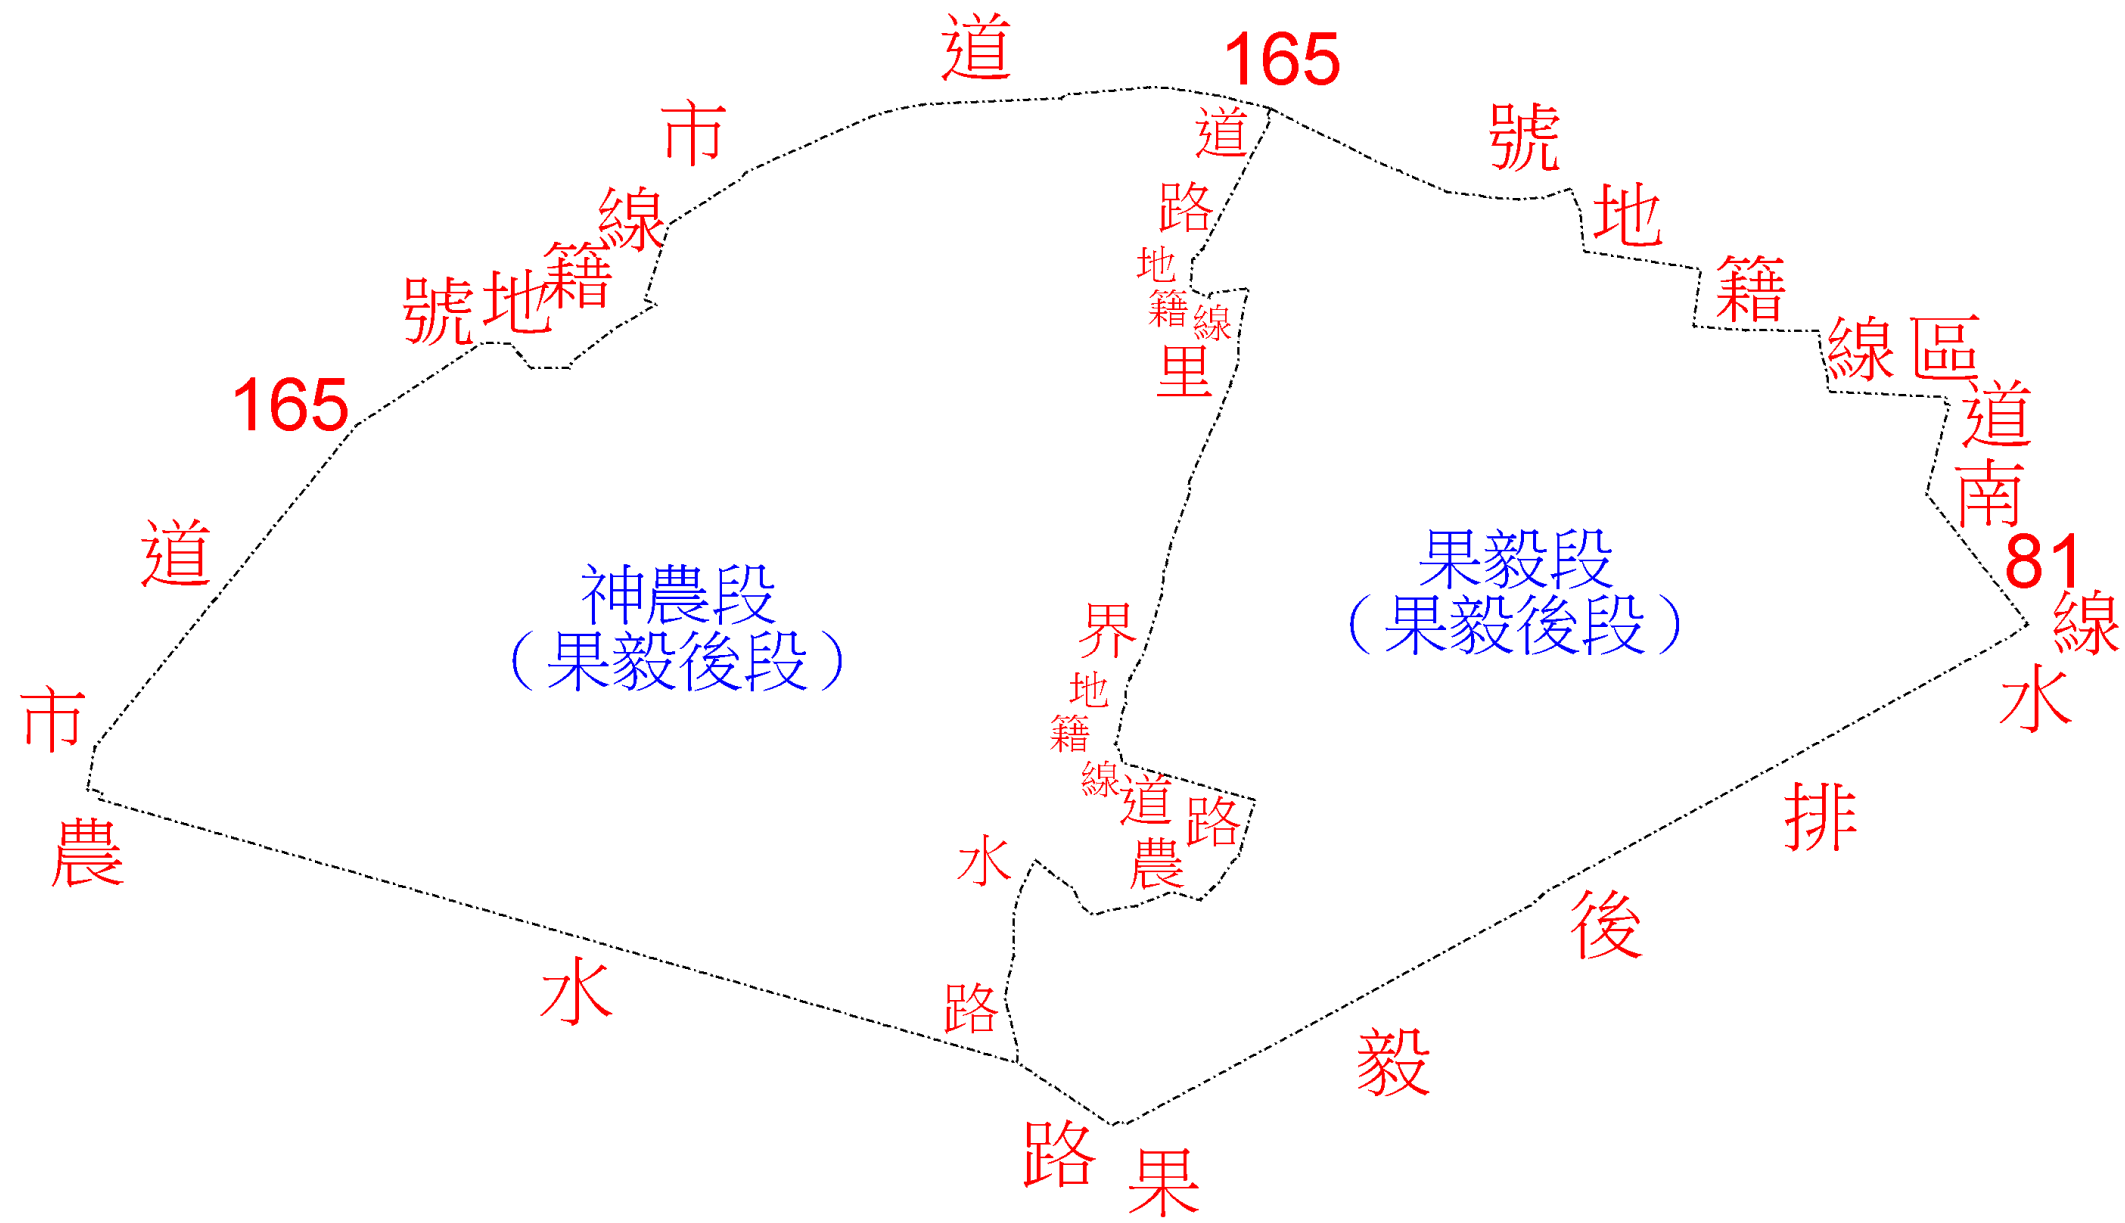 市道165號地籍線
市道165號地籍線
區道南81線
道路地籍線
里界地籍線
道路
農水路
神農段
（果毅後段）
果毅段
（果毅後段）
農水路
果毅後排水